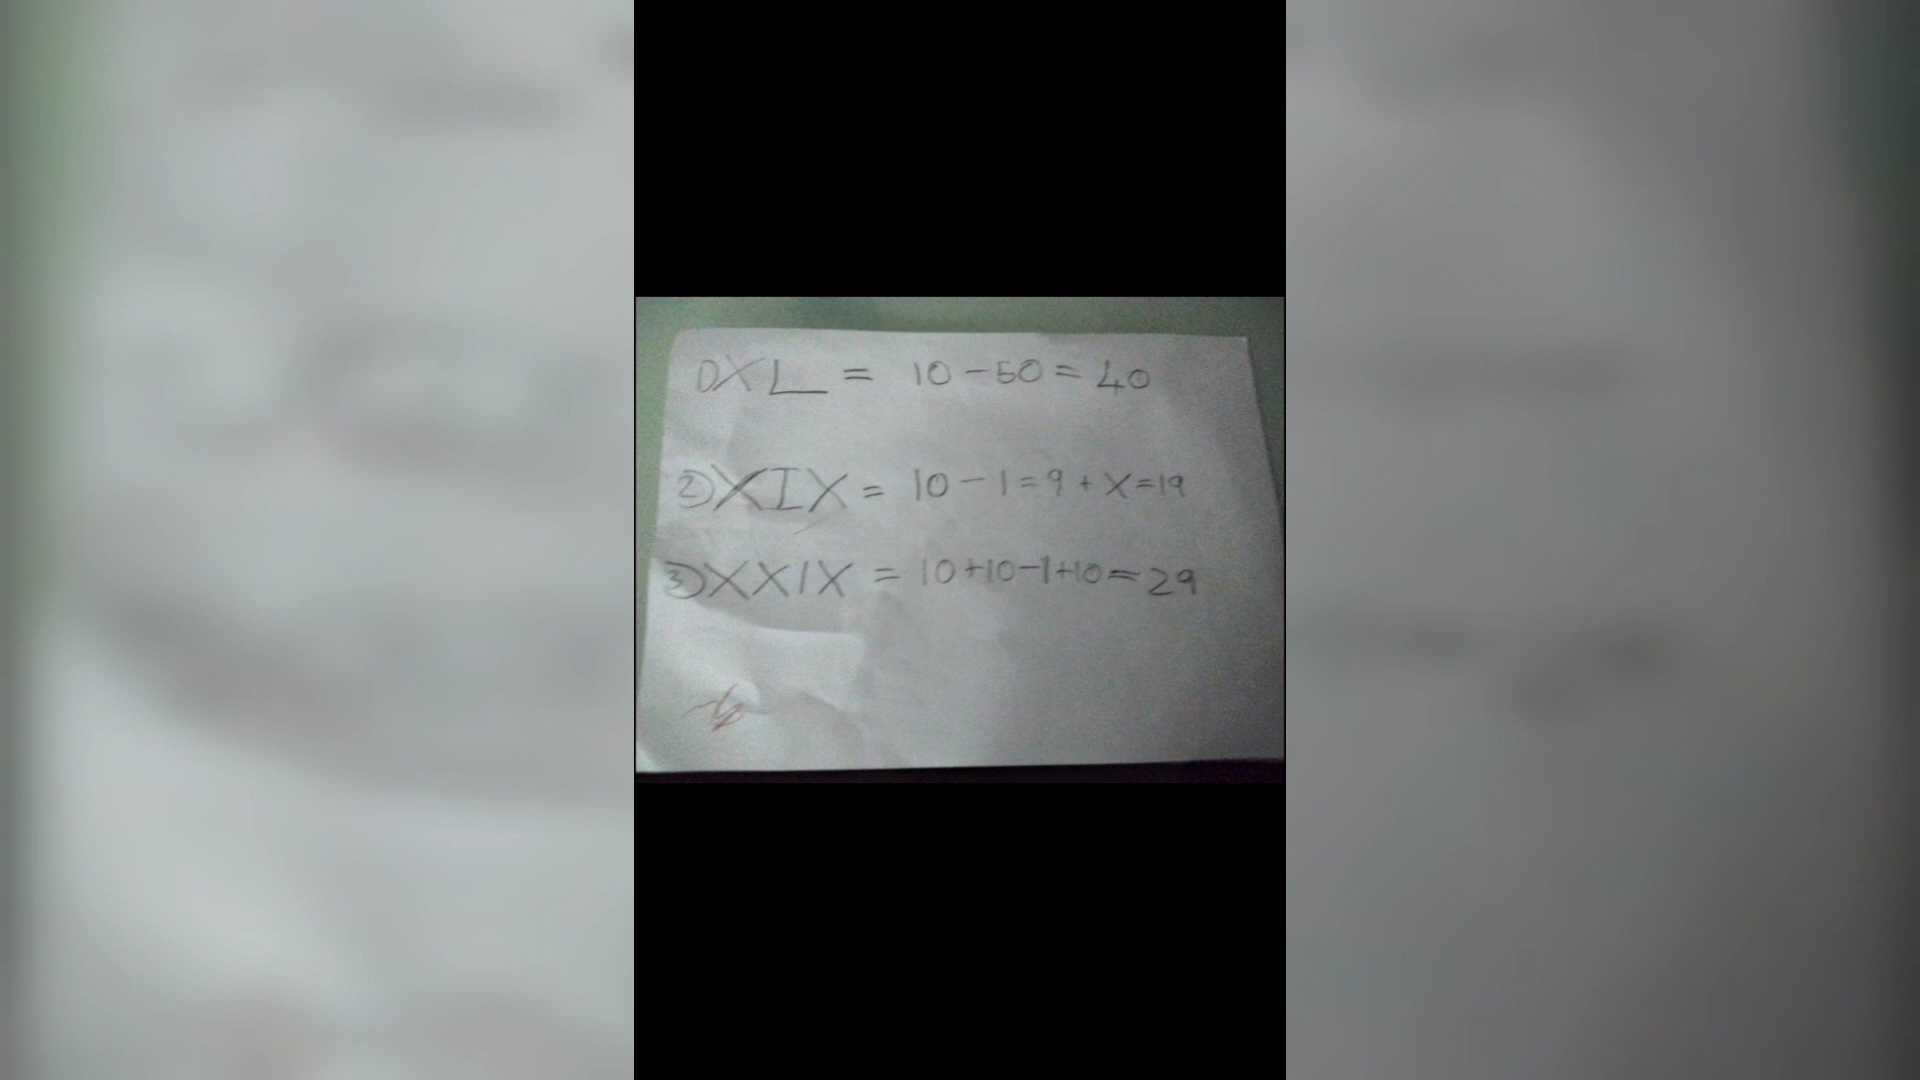 1) XL = 10 - 50 = 40
2) XIX = 10 - 1 = 9 + X = 19
3) XXIX = 10+10-1+10 = 29